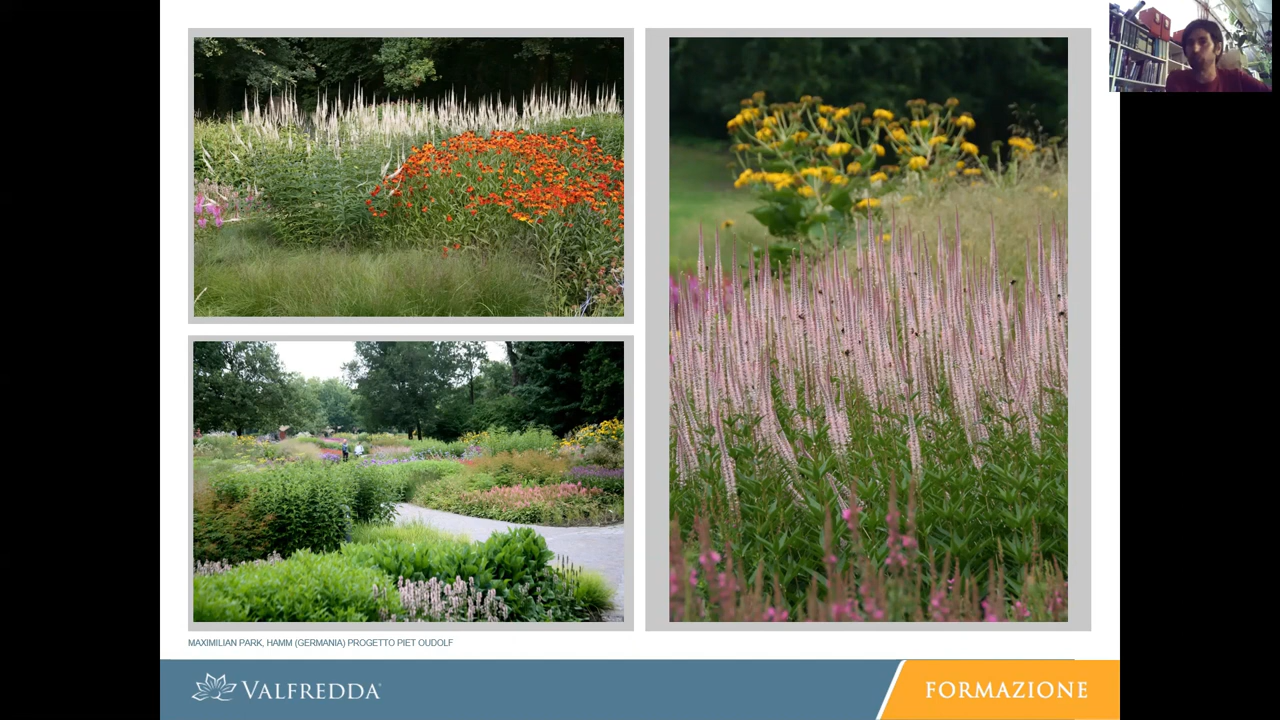 MAXIMILIAN PARK, HAMM (GERMANIA) PROGETTO PIET OUDOLF
VALFREDDA
FORMAZIONE